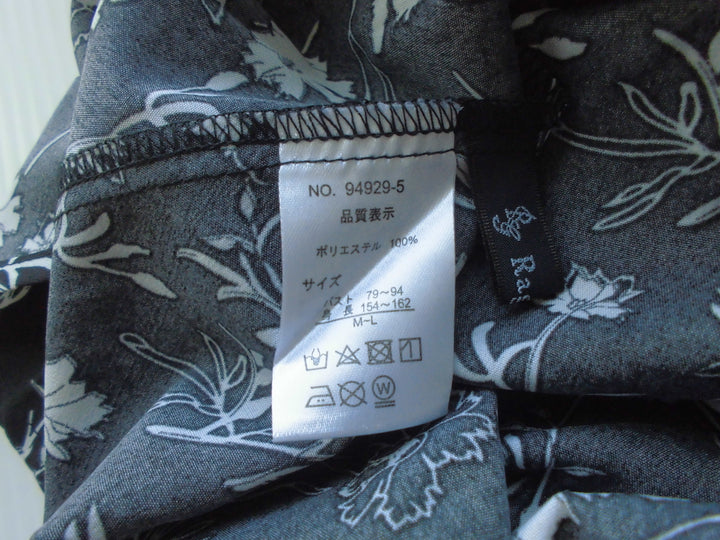 NO. 94929-5
品質表示
ポリエステル 100%
サイズ
バスト 79～94
身 長 154～162
M~L
W